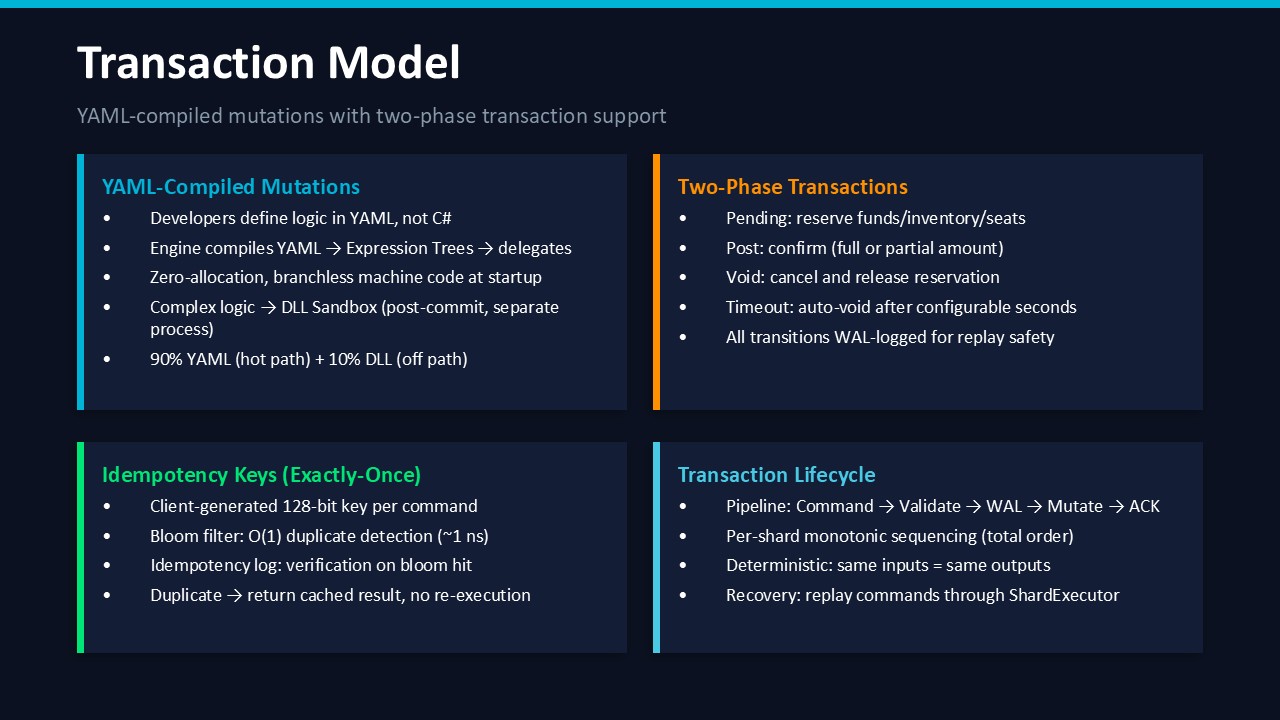 Transaction Model
YAML-compiled mutations with two-phase transaction support
YAML-Compiled Mutations
• Developers define logic in YAML, not C#
• Engine compiles YAML → Expression Trees → delegates
• Zero-allocation, branchless machine code at startup
• Complex logic → DLL Sandbox (post-commit, separate
process)
• 90% YAML (hot path) + 10% DLL (off path)
Two-Phase Transactions
• Pending: reserve funds/inventory/seats
• Post: confirm (full or partial amount)
• Void: cancel and release reservation
• Timeout: auto-void after configurable seconds
• All transitions WAL-logged for replay safety
Idempotency Keys (Exactly-Once)
• Client-generated 128-bit key per command
• Bloom filter: O(1) duplicate detection (~1 ns)
• Idempotency log: verification on bloom hit
• Duplicate → return cached result, no re-execution
Transaction Lifecycle
• Pipeline: Command → Validate → WAL → Mutate → ACK
• Per-shard monotonic sequencing (total order)
• Deterministic: same inputs = same outputs
• Recovery: replay commands through ShardExecutor